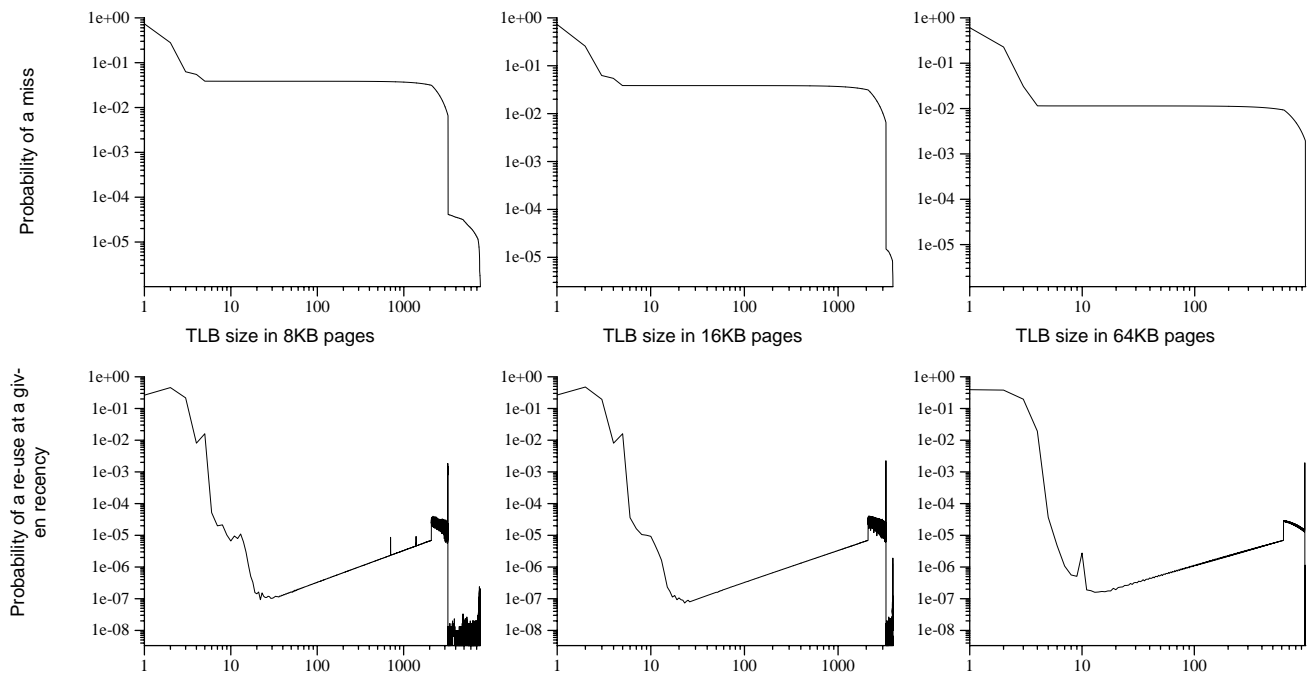 Probability of a miss
1e+00
1e-01
1e-02
1e-03
1e-04
1e-05
1 10 100 1000
TLB size in 8KB pages
1e+00
1e-01
1e-02
1e-03
1e-04
1e-05
1 10 100 1000
TLB size in 16KB pages
1e+00
1e-01
1e-02
1e-03
1e-04
1e-05
1 10 100
TLB size in 64KB pages
Probability of a re-use at a giv-
en recency
1e+00
1e-01
1e-02
1e-03
1e-04
1e-05
1e-06
1e-07
1e-08
1 10 100 1000
1e+00
1e-01
1e-02
1e-03
1e-04
1e-05
1e-06
1e-07
1e-08
1 10 100 1000
1e+00
1e-01
1e-02
1e-03
1e-04
1e-05
1e-06
1e-07
1e-08
1 10 100